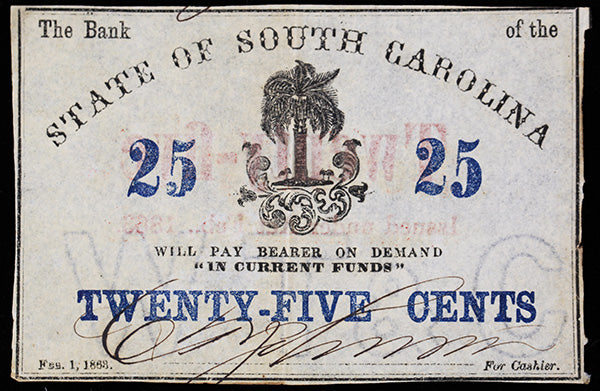 The Bank of the
STATE OF SOUTH CAROLINA
25 25
WILL PAY BEARER ON DEMAND
"IN CURRENT FUNDS"
TWENTY-FIVE CENTS
FEB. 1, 1863. For Cashier.